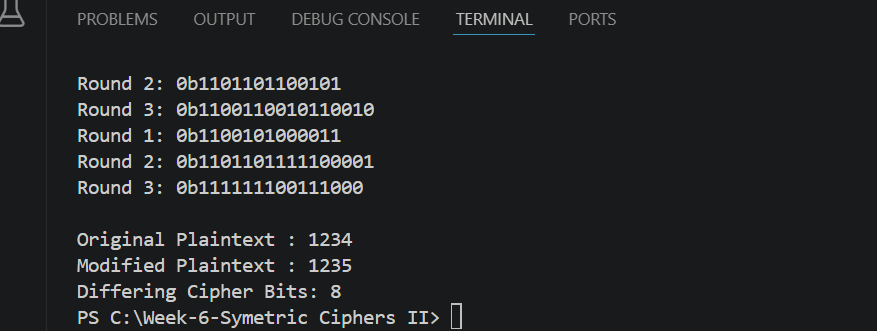 PROBLEMS OUTPUT DEBUG CONSOLE TERMINAL PORTS
Round 2: 0b1101101100101
Round 3: 0b1100110010110010
Round 1: 0b1100101000011
Round 2: 0b1101101111100001
Round 3: 0b111111100111000
Original Plaintext : 1234
Modified Plaintext : 1235
Differing Cipher Bits: 8
PS C:\Week-6-Symetric Ciphers II>